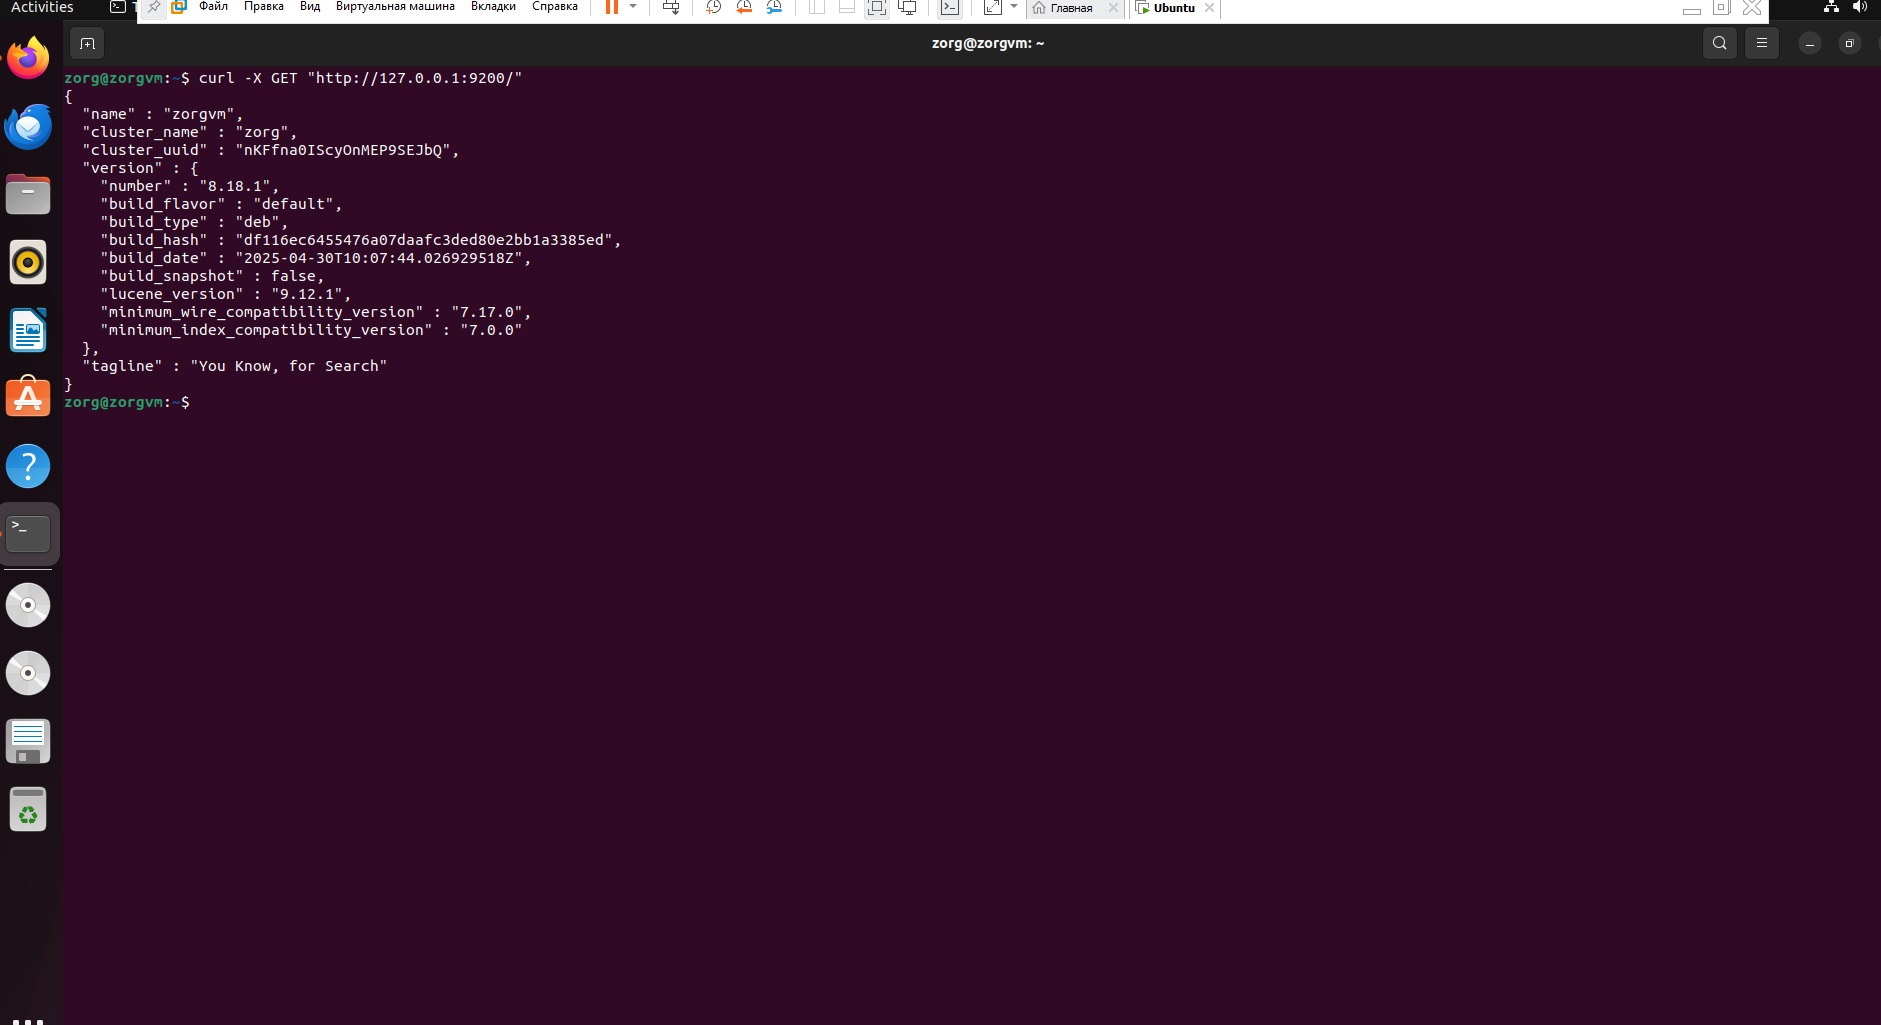 Activities
Файл Правка Вид Виртуальная машина Вкладки Справка Главная Ubuntu
zorg@zorgvm: ~
zorg@zorgvm:~$ curl -X GET "http://127.0.0.1:9200/"
{
  "name" : "zorgvm",
  "cluster_name" : "zorg",
  "cluster_uuid" : "nKFfna0IScyOnMEP9SEJbQ",
  "version" : {
    "number" : "8.18.1",
    "build_flavor" : "default",
    "build_type" : "deb",
    "build_hash" : "df116ec6455476a07daafc3ded80e2bb1a3385ed",
    "build_date" : "2025-04-30T10:07:44.026929518Z",
    "build_snapshot" : false,
    "lucene_version" : "9.12.1",
    "minimum_wire_compatibility_version" : "7.17.0",
    "minimum_index_compatibility_version" : "7.0.0"
  },
  "tagline" : "You Know, for Search"
}
zorg@zorgvm:~$